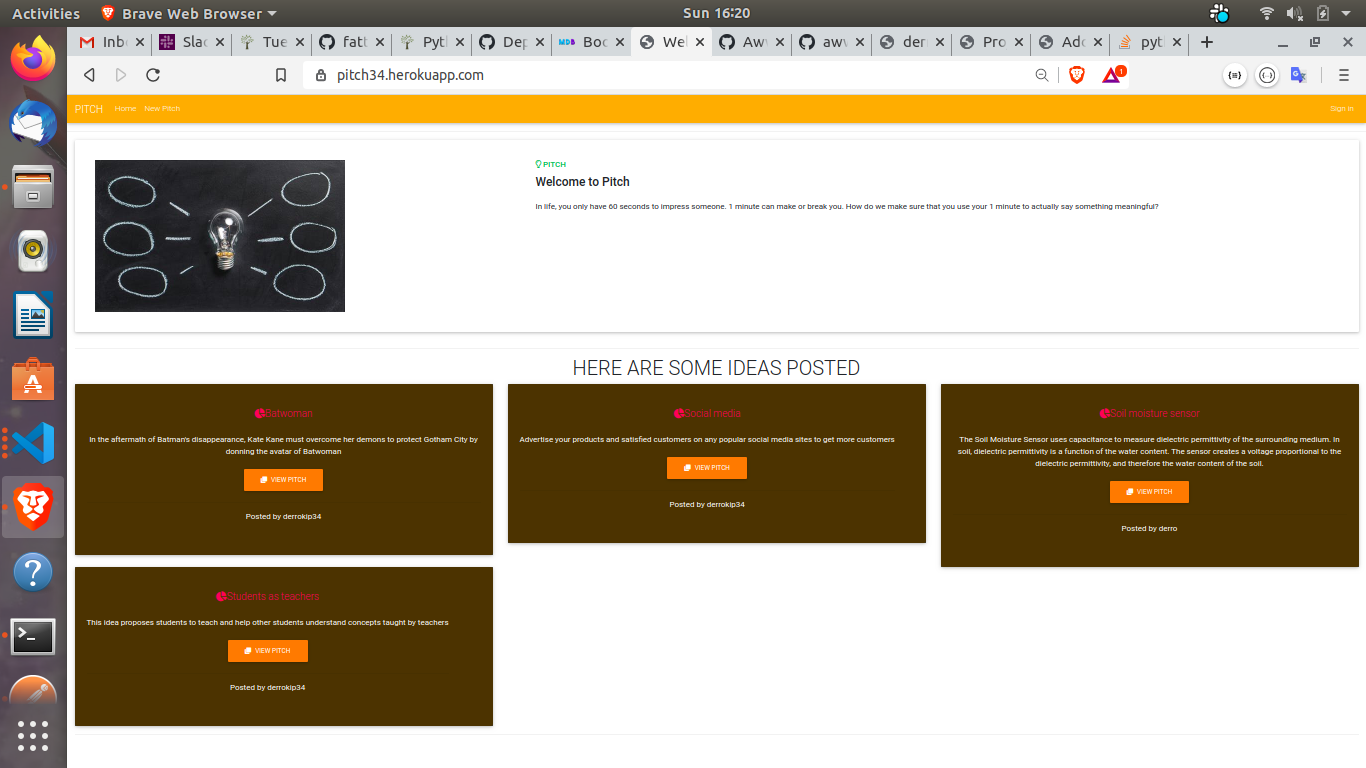 Activities Brave Web Browser Sun 16:20
Inb Slac Tue fatt Pytl Dep Boo Wel Aww aww der Pro Add pytl
pitch34.herokuapp.com 1
PITCH Home New Pitch Sign in
PITCH
Welcome to Pitch
In life, you only have 60 seconds to impress someone. 1 minute can make or break you. How do we make sure that you use your 1 minute to actually say something meaningful?
HERE ARE SOME IDEAS POSTED
Batwoman
In the aftermath of Batman's disappearance, Kate Kane must overcome her demons to protect Gotham City by
donning the avatar of Batwoman
VIEW PITCH
Posted by derrokip34
Social media
Advertise your products and satisfied customers on any popular social media sites to get more customers
VIEW PITCH
Posted by derrokip34
Soil moisture sensor
The Soil Moisture Sensor uses capacitance to measure dielectric permittivity of the surrounding medium. In
soil, dielectric permittivity is a function of the water content. The sensor creates a voltage proportional to the
dielectric permittivity, and therefore the water content of the soil.
VIEW PITCH
Posted by derro
Students as teachers
This idea proposes students to teach and help other students understand concepts taught by teachers
VIEW PITCH
Posted by derrokip34